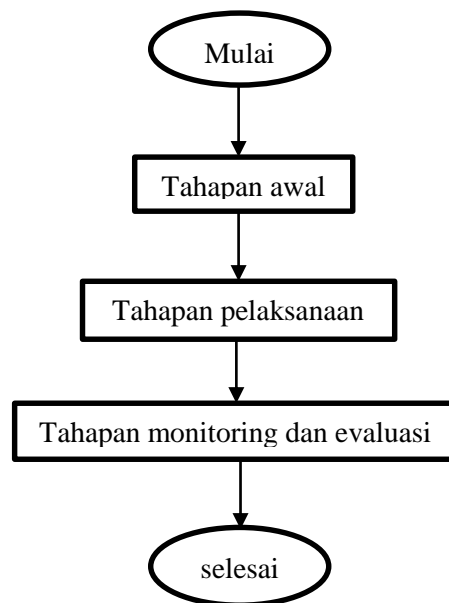 Mulai
Tahapan awal
Tahapan pelaksanaan
Tahapan monitoring dan evaluasi
selesai